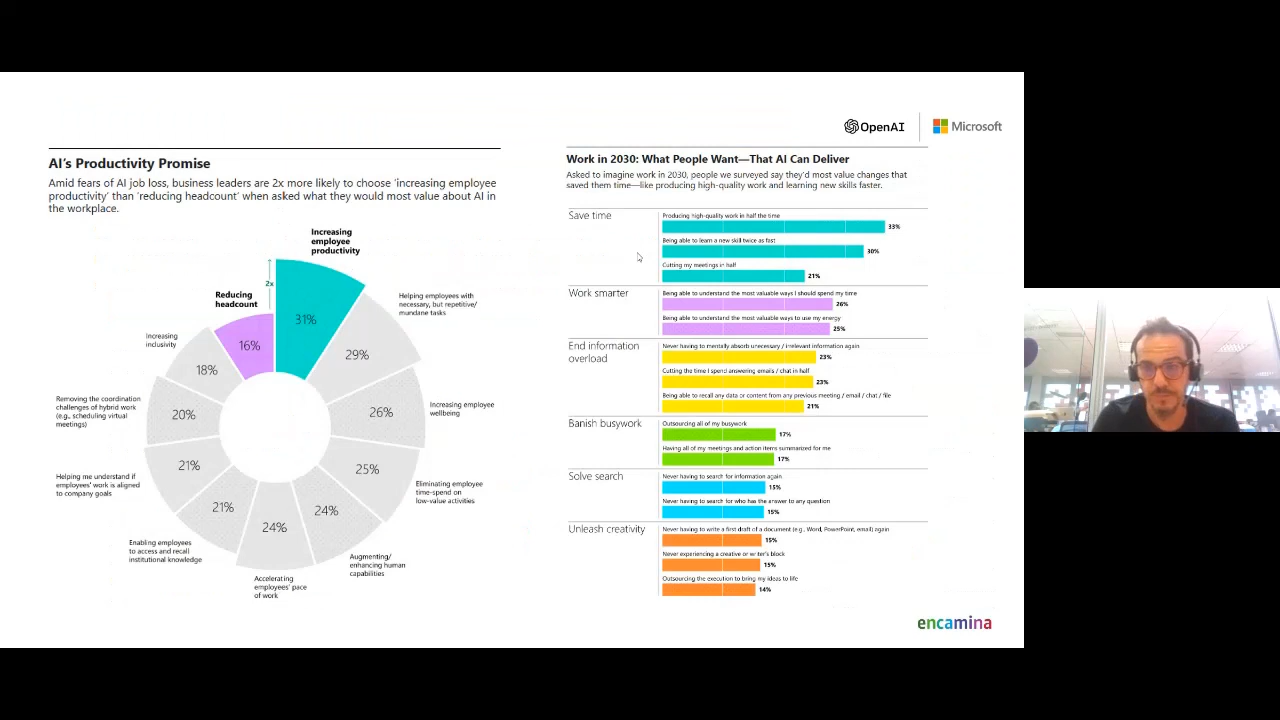 OpenAI
Microsoft
AI's Productivity Promise
Amid fears of AI job loss, business leaders are 2x more likely to choose 'increasing employee
productivity' than 'reducing headcount' when asked what they would most value about AI in
the workplace.
Increasing
employee
productivity
2x
Reducing
headcount
31%
16%
Helping employees with
necessary, but repetitive/
mundane tasks
29%
Increasing
inclusivity
18%
Removing the coordination
challenges of hybrid work
(e.g., scheduling virtual
meetings)
20%
26%
Increasing employee
wellbeing
Helping me understand if
employees' work is aligned
to company goals
21%
25%
Eliminating employee
time-spend on
low-value activities
21%
24%
24%
Enabling employees
to access and recall
institutional knowledge
Augmenting/
enhancing human
capabilities
Accelerating
employees' pace
of work
Work in 2030: What People Want—That AI Can Deliver
Asked to imagine work in 2030, people we surveyed say they'd most value changes that
saved them time—like producing high-quality work and learning new skills faster.
Save time
Producing high-quality work in half the time
33%
Being able to learn a new skill twice as fast
30%
Cutting my meetings in half
21%
Work smarter
Being able to understand the most valuable ways I should spend my time
26%
Being able to understand the most valuable ways to use my energy
25%
End information
overload
Never having to mentally absorb unecessary / irrelevant information again
23%
Cutting the time I spend answering emails / chat in half
23%
Being able to recall any data or content from any previous meeting / email / chat / file
21%
Banish busywork
Outsourcing all of my busywork
17%
Having all of my meetings and action items summarized for me
17%
Solve search
Never having to search for information again
15%
Never having to search for who has the answer to any question
15%
Unleash creativity
Never having to write a first draft of a document (e.g., Word, PowerPoint, email) again
15%
Never experiencing a creative or writer's block
15%
Outsourcing the execution to bring my ideas to life
14%
encamina